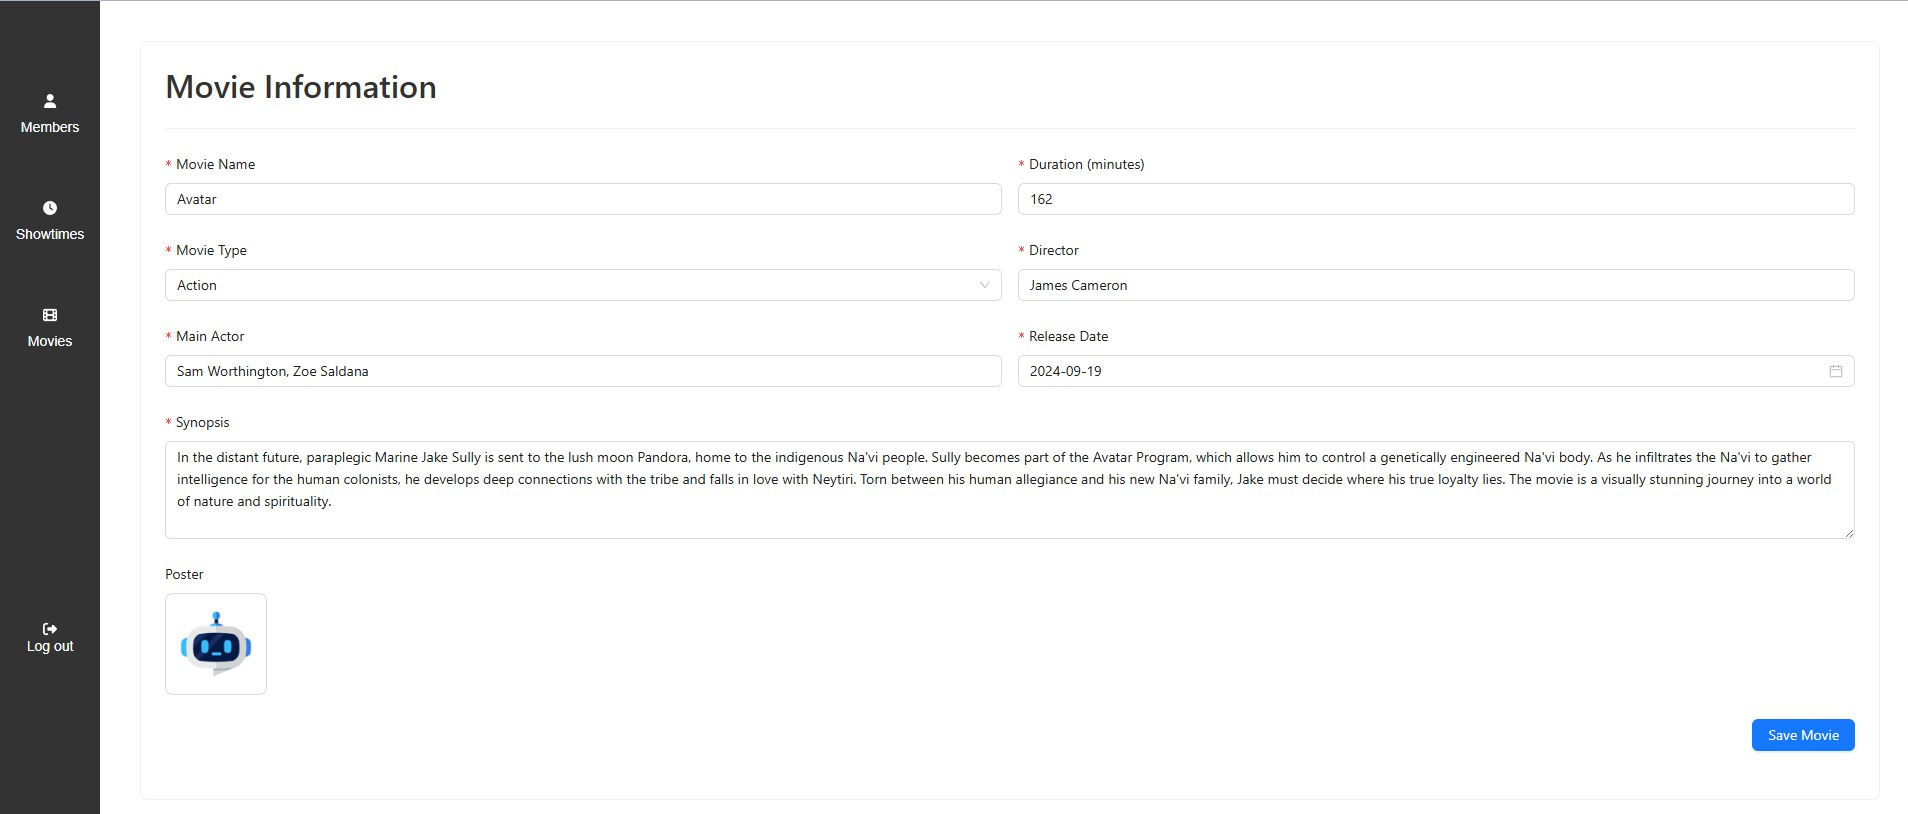 Members
Showtimes
Movies
Log out
Movie Information
* Movie Name
Avatar
* Duration (minutes)
162
* Movie Type
Action
* Director
James Cameron
* Main Actor
Sam Worthington, Zoe Saldana
* Release Date
2024-09-19
* Synopsis
In the distant future, paraplegic Marine Jake Sully is sent to the lush moon Pandora, home to the indigenous Na'vi people. Sully becomes part of the Avatar Program, which allows him to control a genetically engineered Na'vi body. As he infiltrates the Na'vi to gather
intelligence for the human colonists, he develops deep connections with the tribe and falls in love with Neytiri. Torn between his human allegiance and his new Na'vi family, Jake must decide where his true loyalty lies. The movie is a visually stunning journey into a world
of nature and spirituality.
Poster
Save Movie